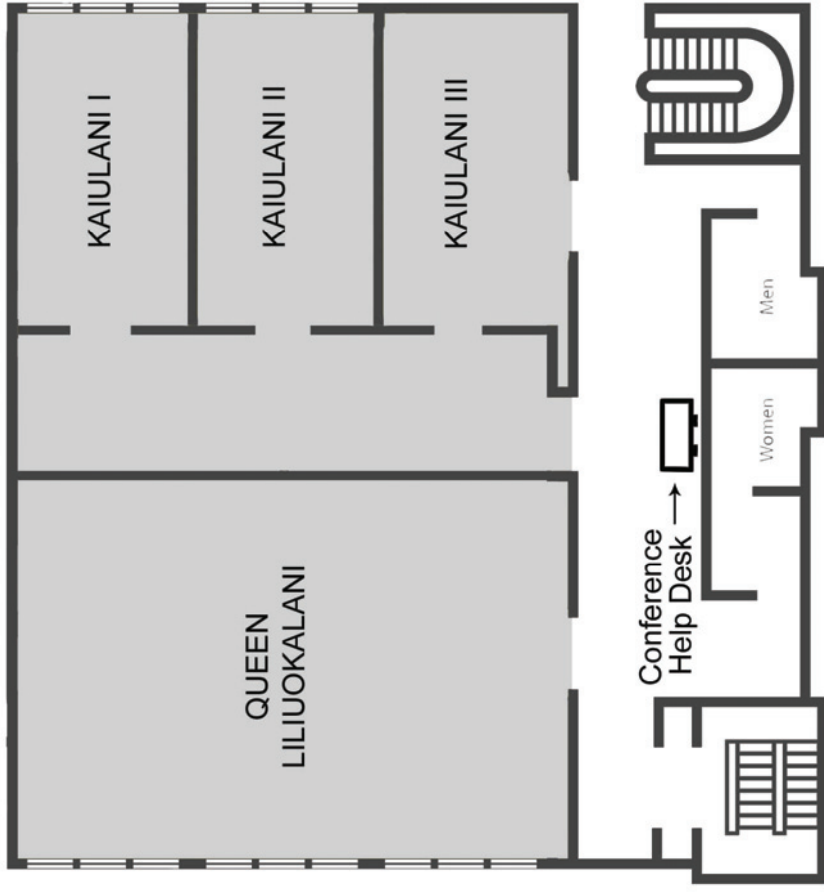 KAIULANI I
KAIULANI II
KAIULANI III
QUEEN
LILIUOKALANI
Conference
Help Desk →
Men
Women